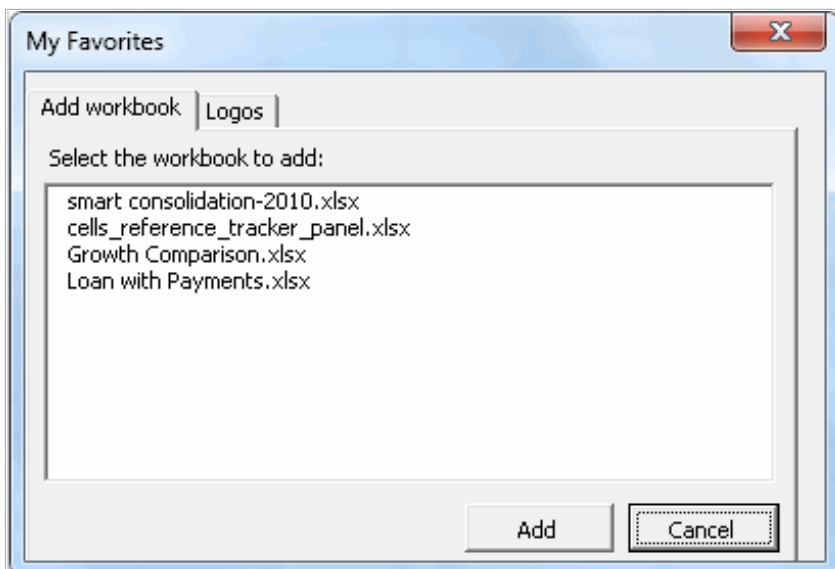 My Favorites
Add workbook Logos
Select the workbook to add:
smart consolidation-2010.xlsx
cells_reference_tracker_panel.xlsx
Growth Comparison.xlsx
Loan with Payments.xlsx
Add Cancel